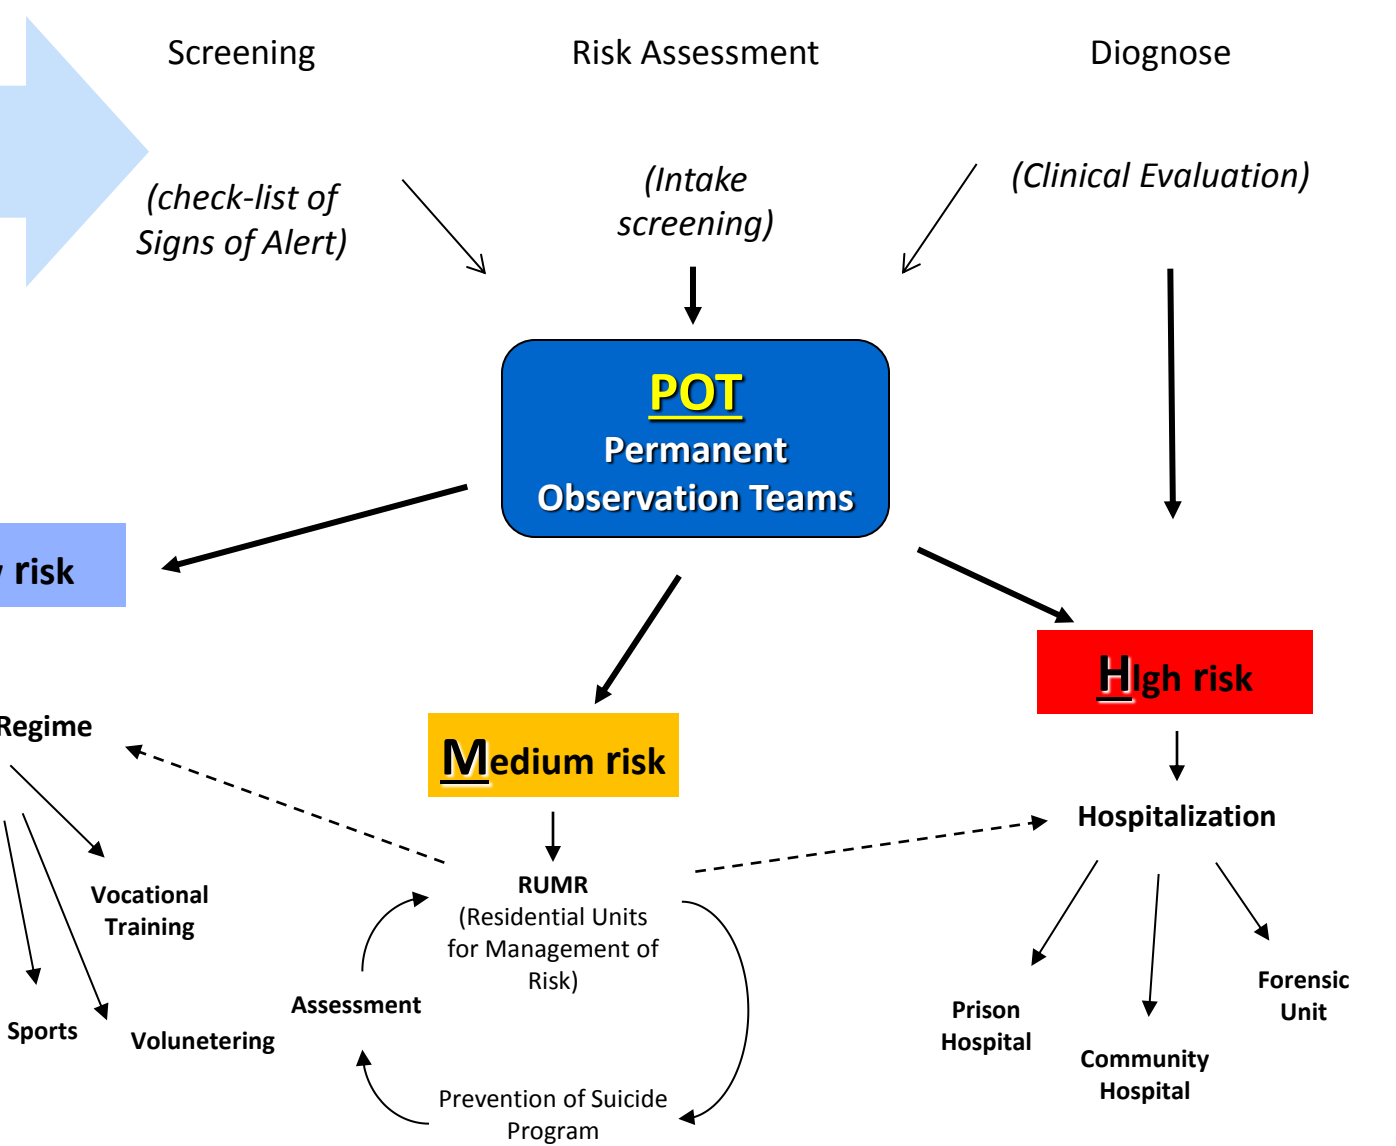 Screening
Risk Assessment
Diognose
(check-list of
Signs of Alert)
(Intake
screening)
(Clinical Evaluation)
POT
Permanent
Observation Teams
risk
HIgh risk
Medium risk
Regime
Hospitalization
RUMR
(Residential Units
for Management of
Risk)
Vocational
Training
Assessment
Sports
Volunetering
Prevention of Suicide
Program
Prison
Hospital
Community
Hospital
Forensic
Unit